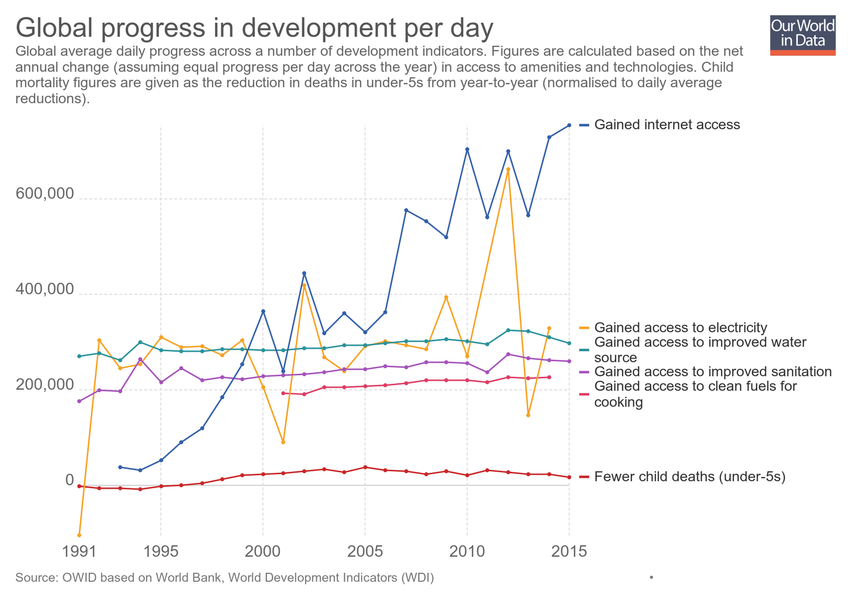 Global progress in development per day
Our World
in Data
Global average daily progress across a number of development indicators. Figures are calculated based on the net
annual change (assuming equal progress per day across the year) in access to amenities and technologies. Child
mortality figures are given as the reduction in deaths in under-5s from year-to-year (normalised to daily average
reductions).
Gained internet access
600,000
400,000
Gained access to electricity
Gained access to improved water
source
Gained access to improved sanitation
200,000
Gained access to clean fuels for
cooking
0
Fewer child deaths (under-5s)
1991
1995
2000
2005
2010
2015
Source: OWID based on World Bank, World Development Indicators (WDI)